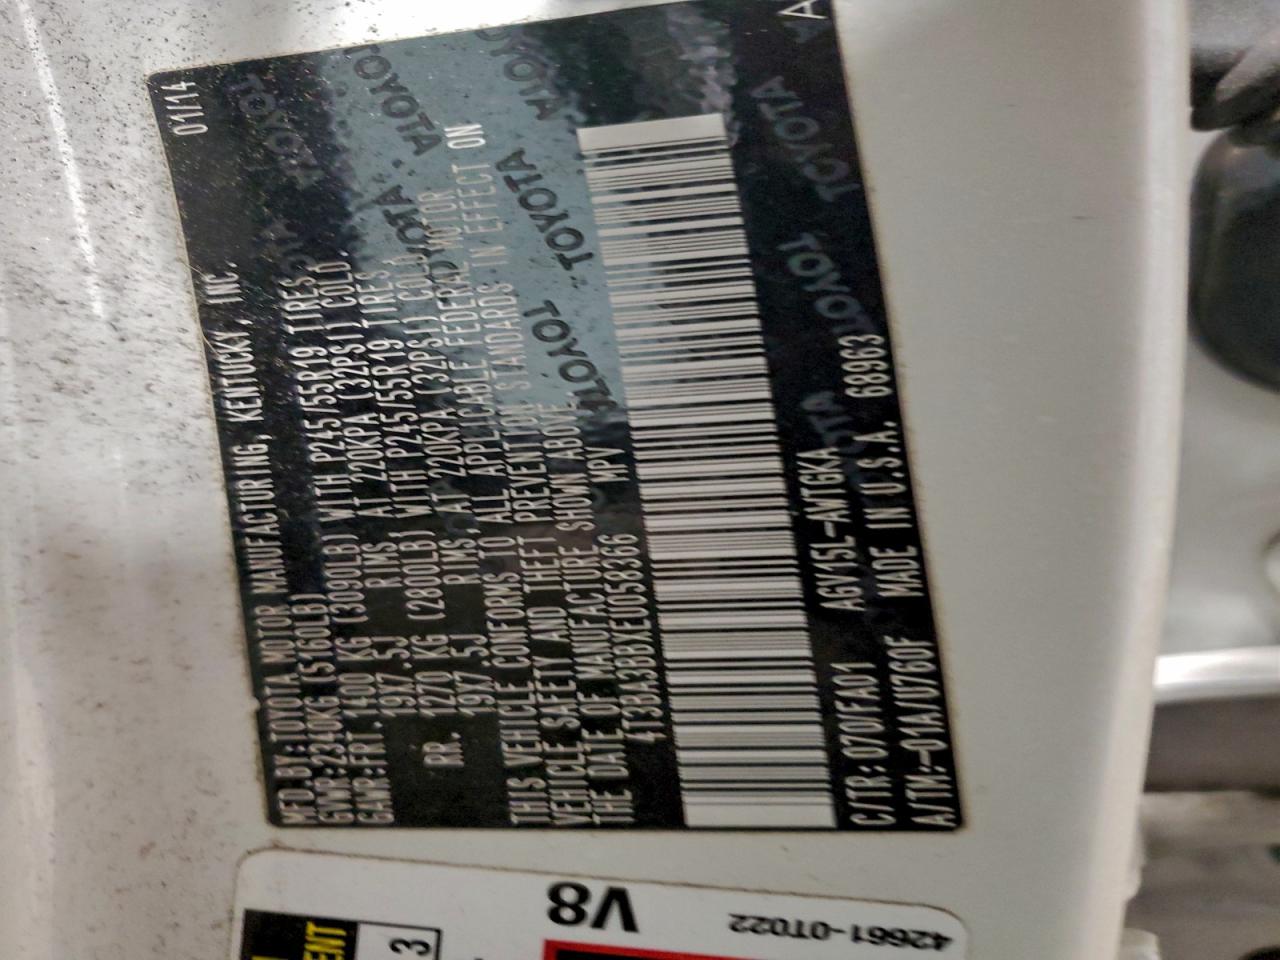 01/14
MFD.BY:TOYOTA MOTOR MANUFACTURING, KENTUCKY, INC.
GVWR:2340KG (5160LB)
GAWR:FRT.1400 KG (3090LB) WITH P245/55R19 TIRES,
19X7.5J RIMS, AT 220KPA (32PSI) COLD.
RR. 1270 KG (2800LB) WITH P245/55R19 TIRES
19X7.5J RIMS, AT 220KPA (32PSI) COLD.
THIS VEHICLE CONFORMS TO ALL APPLICABLE FEDERAL MOTOR
VEHICLE SAFETY AND THEFT PREVENTION STANDARDS IN EFFECT ON
THE DATE OF MANUFACTURE SHOWN ABOVE.
4T3BA3BBXEU058366 MPV
C/TR: 070/FA01 AGV15L-AWTGKA
A/TM:-01A/U760F MADE IN U.S.A. 68963
A
TOYOTA TOYOTA TOYOTA TOYOTA
V8
42661-0T022
3